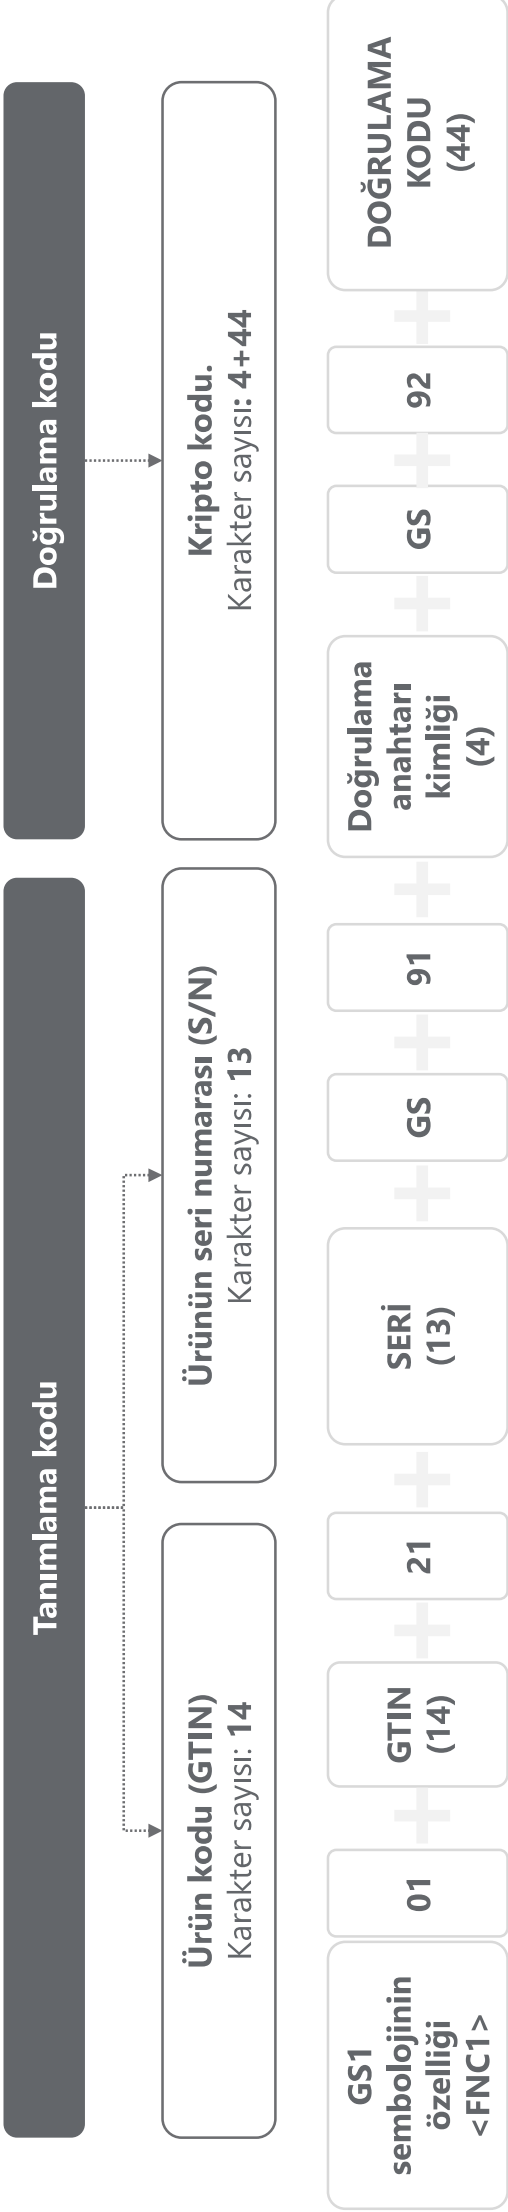 Tanımlama kodu
Doğrulama kodu
Ürün kodu (GTIN)
Karakter sayısı: 14
Ürünün seri numarası (S/N)
Karakter sayısı: 13
Kripto kodu.
Karakter sayısı: 4+44
GS1
sembolojinin
özelliği
<FNC1>
01
+
GTIN
(14)
+
21
+
SERİ
(13)
+
GS
+
91
+
Doğrulama
anahtarı
kimliği
(4)
+
GS
+
92
+
DOĞRULAMA
KODU
(44)